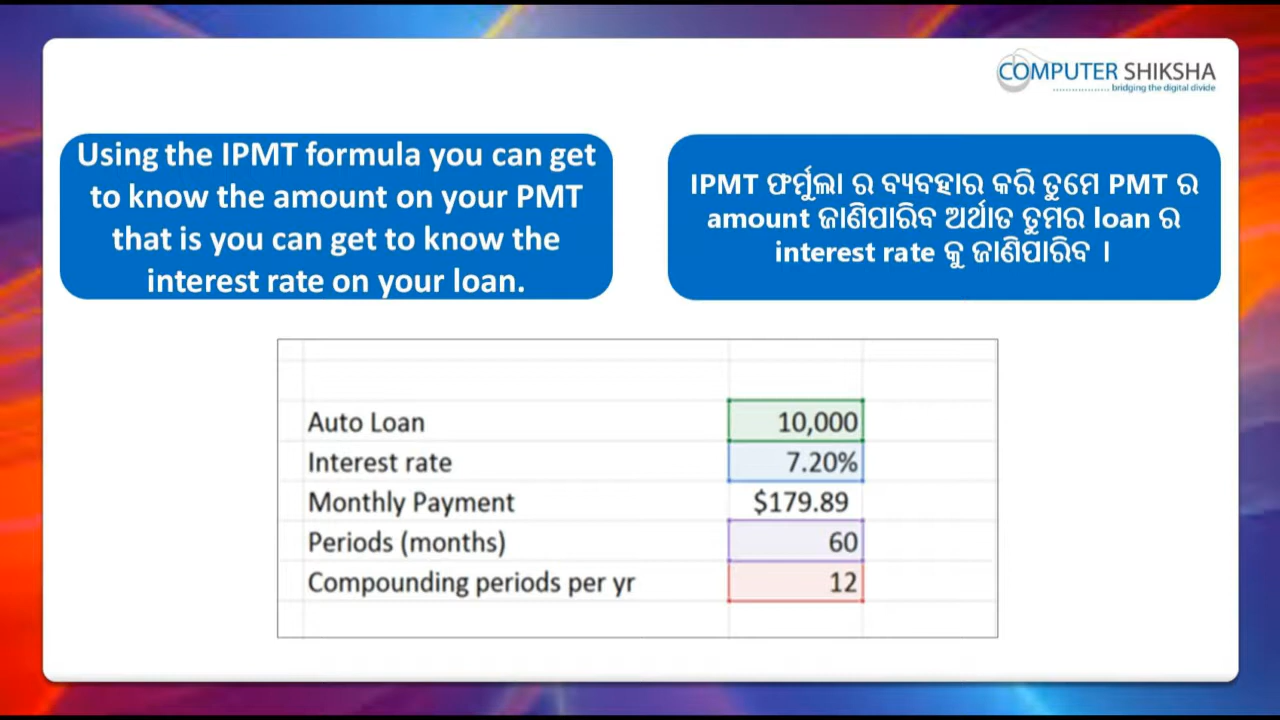 COMPUTER SHIKSHA
bridging the digital divide
Using the IPMT formula you can get
to know the amount on your PMT
that is you can get to know the
interest rate on your loan.
IPMT ଫର୍ମୁଲା ର ବ୍ୟବହାର କରି ତୁମେ PMT ର
amount ଜାଣିପାରିବ ଅର୍ଥାତ ତୁମର loan ର
interest rate କୁ ଜାଣିପାରିବ ।
Auto Loan 10,000
Interest rate 7.20%
Monthly Payment $179.89
Periods (months) 60
Compounding periods per yr 12